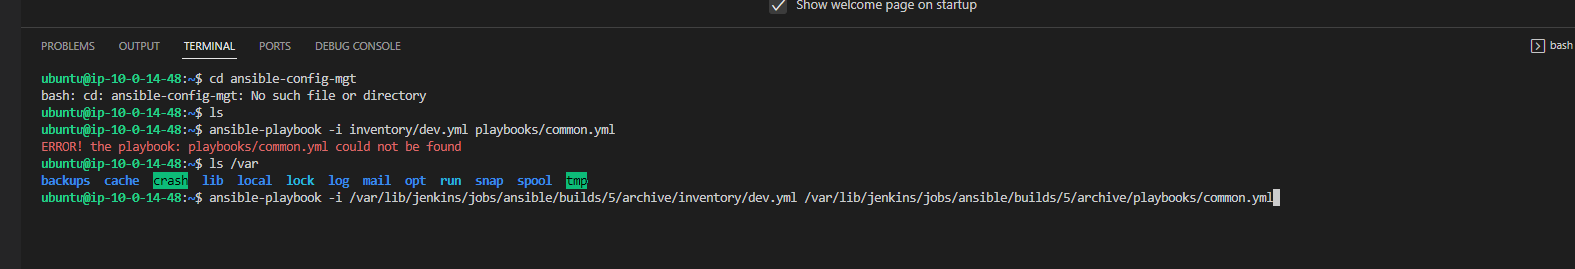 Show welcome page on startup
PROBLEMS OUTPUT TERMINAL PORTS DEBUG CONSOLE bash
ubuntu@ip-10-0-14-48:~$ cd ansible-config-mgt
bash: cd: ansible-config-mgt: No such file or directory
ubuntu@ip-10-0-14-48:~$ ls
ubuntu@ip-10-0-14-48:~$ ansible-playbook -i inventory/dev.yml playbooks/common.yml
ERROR! the playbook: playbooks/common.yml could not be found
ubuntu@ip-10-0-14-48:~$ ls /var
backups cache crash lib local lock log mail opt run snap spool tmp
ubuntu@ip-10-0-14-48:~$ ansible-playbook -i /var/lib/jenkins/jobs/ansible/builds/5/archive/inventory/dev.yml /var/lib/jenkins/jobs/ansible/builds/5/archive/playbooks/common.yml